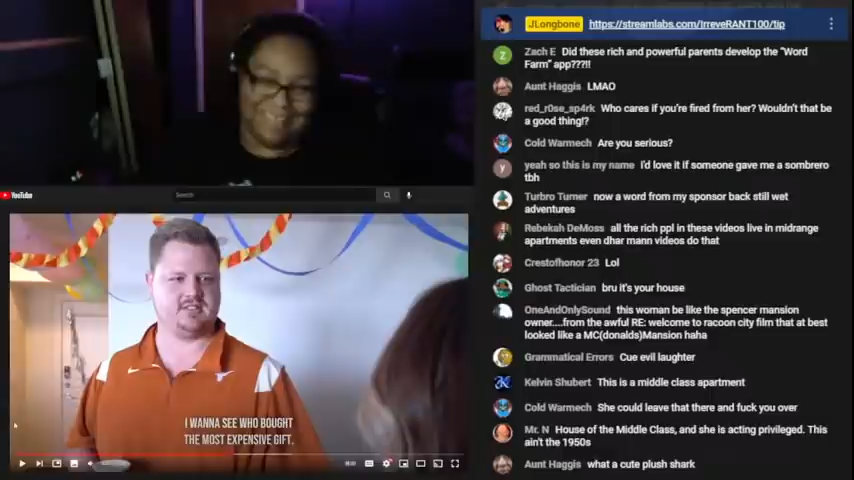 JLongbone https://streamlabs.com/IrreveRANT100/tip
Zach E Did these rich and powerful parents develop the "Word
Farm" app???!!
Aunt Haggis LMAO
red_r0se_sp4rk Who cares if you're fired from her? Wouldn't that be
a good thing!?
Cold Warmech Are you serious?
yeah so this is my name I'd love it if someone gave me a sombrero
tbh
Turbro Turner now a word from my sponsor back still wet
adventures
Rebekah DeMoss all the rich ppl in these videos live in midrange
apartments even dhar mann videos do that
Crestofhonor 23 Lol
Ghost Tactician bru it's your house
OneAndOnlySound this woman be like the spencer mansion
owner....from the awful RE: welcome to racoon city film that at best
looked like a MC(donalds)Mansion haha
Grammatical Errors Cue evil laughter
Kelvin Shubert This is a middle class apartment
Cold Warmech She could leave that there and fuck you over
Mr. N House of the Middle Class, and she is acting privileged. This
ain't the 1950s
Aunt Haggis what a cute plush shark
YouTube
Search
I WANNA SEE WHO BOUGHT
THE MOST EXPENSIVE GIFT.